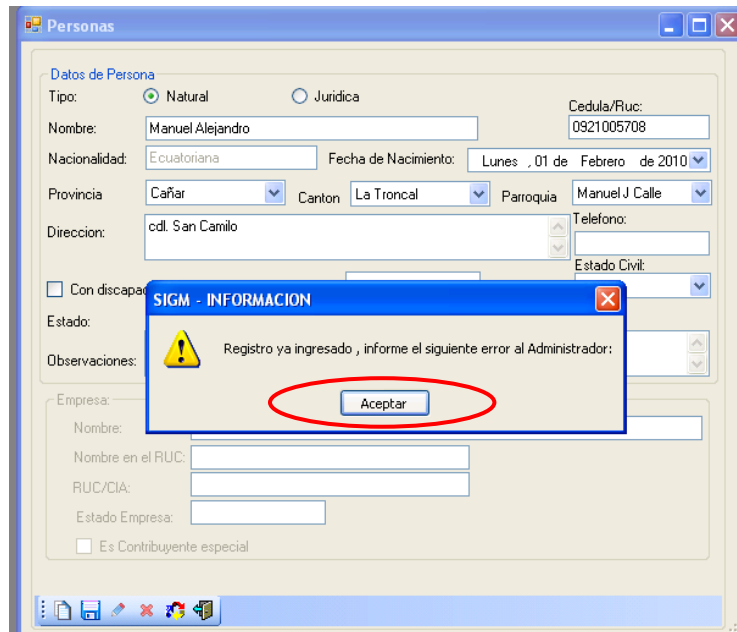 Personas
Datos de Persona
Tipo: Natural Juridica
Cedula/Ruc:
Nombre: Manuel Alejandro 0921005708
Nacionalidad: Ecuatoriana Fecha de Nacimiento: Lunes , 01 de Febrero de 2010
Provincia Cañar Canton La Troncal Parroquia Manuel J Calle
Direccion: cdl. San Camilo Telefono:
Estado Civil:
Con discapac
SIGM - INFORMACION
Estado:
Registro ya ingresado , informe el siguiente error al Administrador:
Observaciones:
Aceptar
Empresa:
Nombre:
Nombre en el RUC:
RUC/CIA:
Estado Empresa:
Es Contribuyente especial